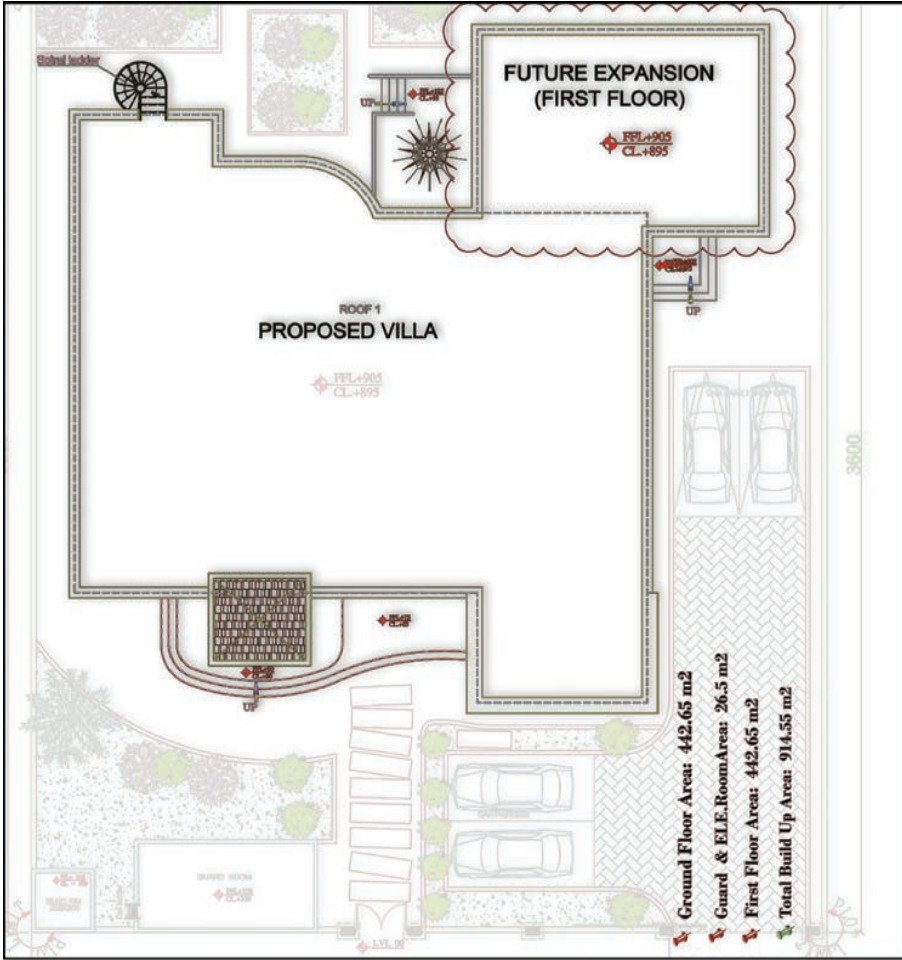 Spiral ladder
FUTURE EXPANSION
(FIRST FLOOR)
FFL+905
CL.+895
UP
UP
ROOF 1
PROPOSED VILLA
FFL+905
CL.+895
3600
UP
GUARD ROOM
LVL 00
Ground Floor Area: 442.65 m2
Guard & ELE.RoomArea: 26.5 m2
First Floor Area: 442.65 m2
Total Build Up Area: 914.55 m2